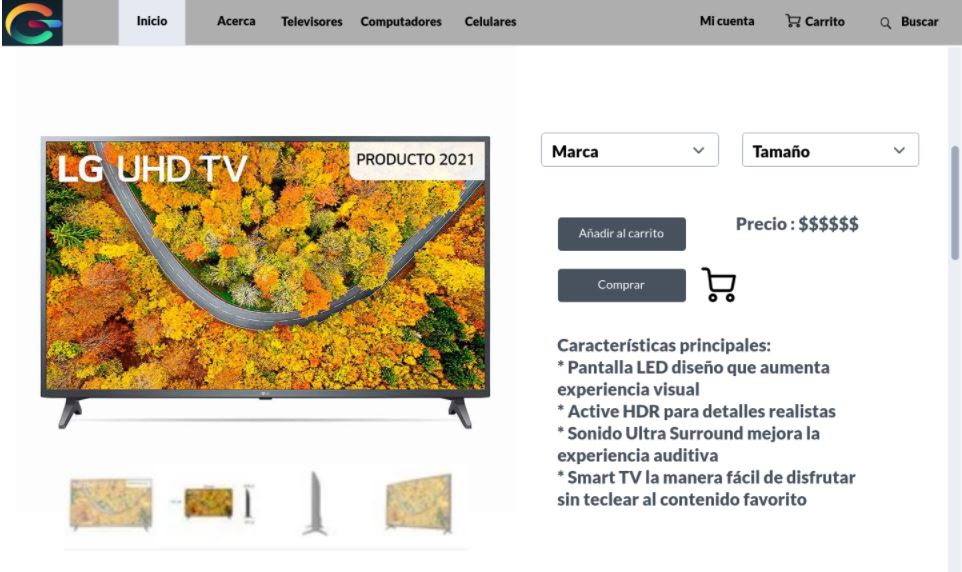 Inicio
Acerca
Televisores
Computadores
Celulares
Mi cuenta
Carrito
Buscar
LG UHD TV
PRODUCTO 2021
Marca
Tamaño
Añadir al carrito
Precio : $$$$$$
Comprar
Características principales:
* Pantalla LED diseño que aumenta
experiencia visual
* Active HDR para detalles realistas
* Sonido Ultra Surround mejora la
experiencia auditiva
* Smart TV la manera fácil de disfrutar
sin teclear al contenido favorito